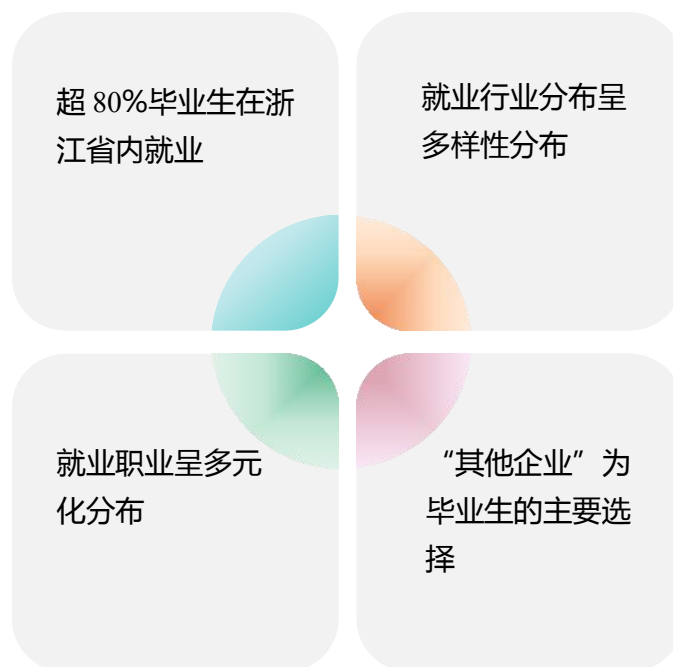 超 80%毕业生在浙
江省内就业
就业行业分布呈
多样性分布
就业职业呈多元
化分布
“其他企业”为
毕业生的主要选
择